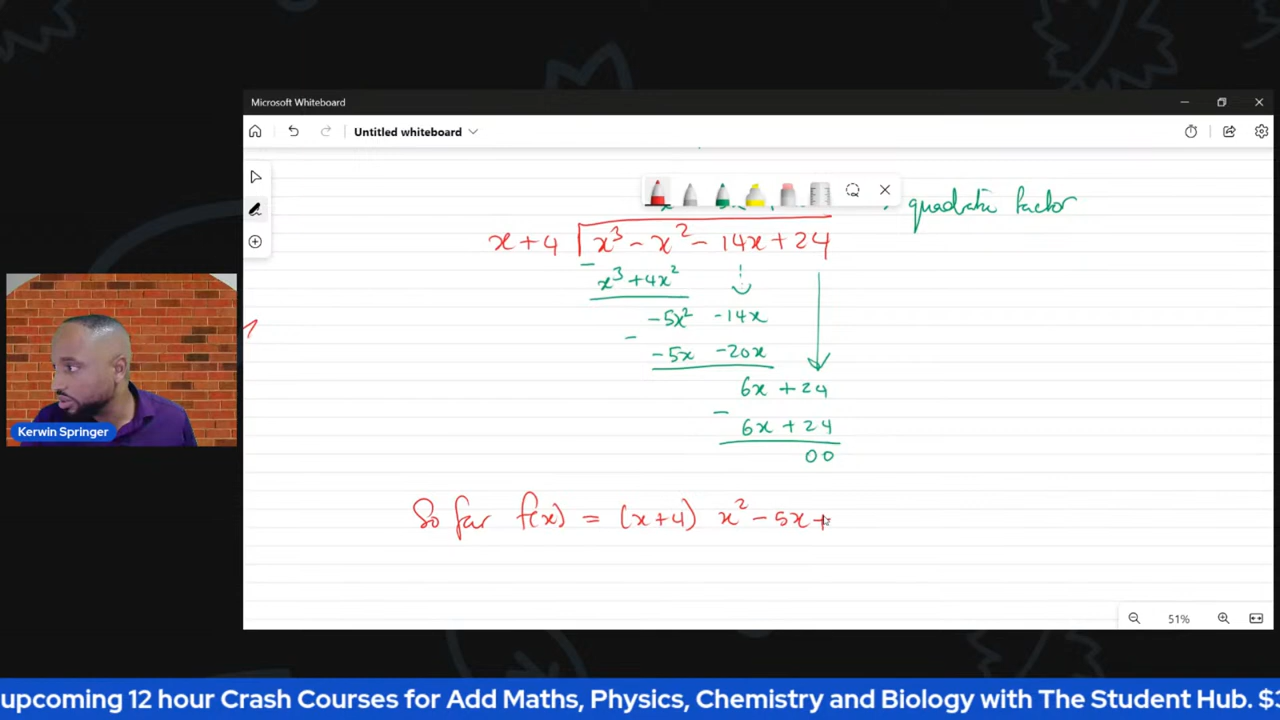 Microsoft Whiteboard
Untitled whiteboard
quadratic factor
x + 4 x³ - x² - 14x + 24
- x³ + 4x²
-5x² -14x
- -5x -20x
6x + 24
- 6x + 24
00
So far f(x) = (x+4) x² - 5x +
Kerwin Springer
51%
upcoming 12 hour Crash Courses for Add Maths, Physics, Chemistry and Biology with The Student Hub. $3